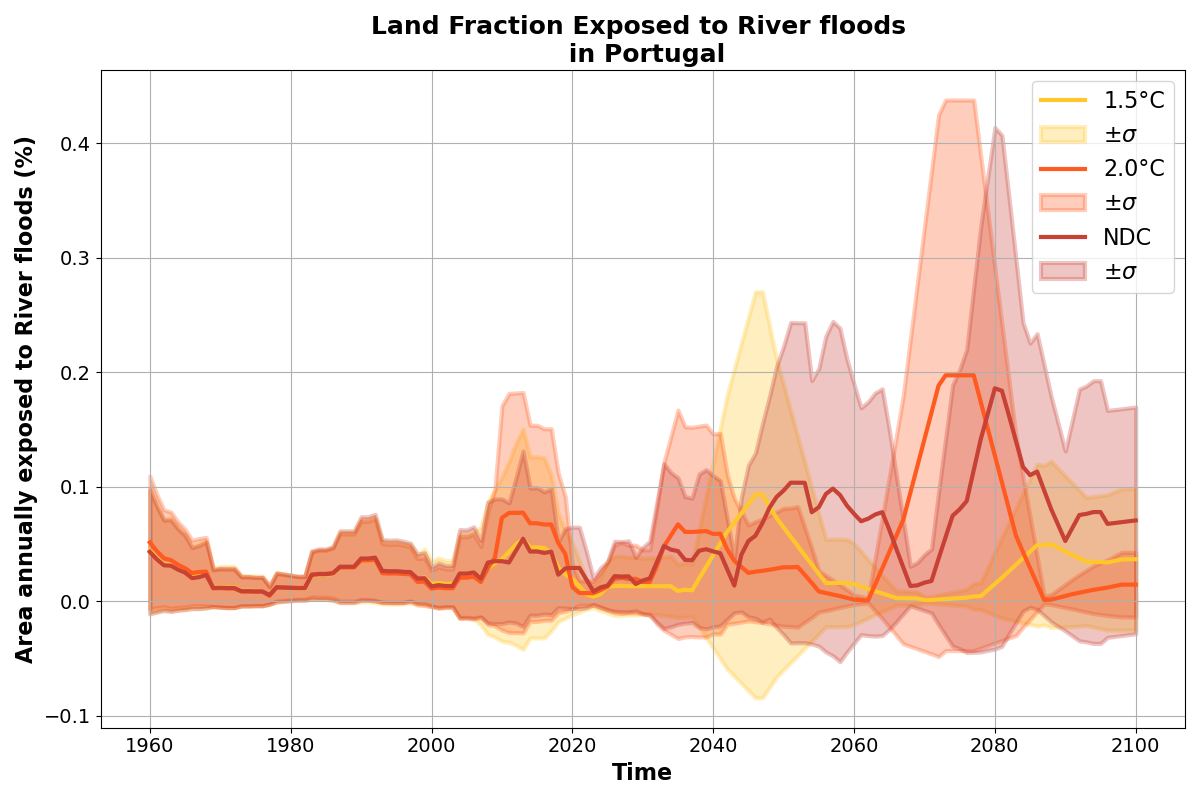 Land Fraction Exposed to River floods
in Portugal
Area annually exposed to River floods (%)
0.4
0.3
0.2
0.1
0.0
−0.1
1.5°C
±σ
2.0°C
±σ
NDC
±σ
1960 1980 2000 2020 2040 2060 2080 2100
Time